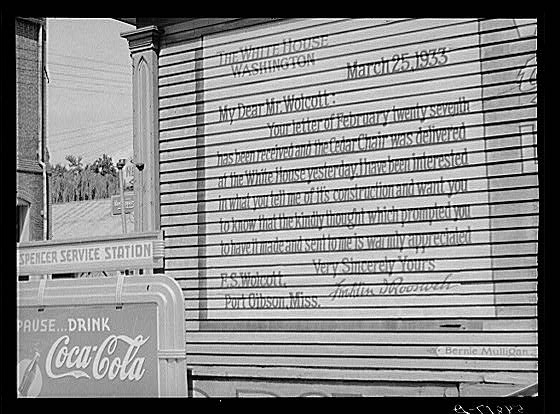 THE WHITE HOUSE
WASHINGTON
March 25, 1933
My Dear Mr. Wolcott:
Your letter of February twenty seventh
has been received and the Cedar Chair was delivered
at the White House yesterday. I have been interested
in what you tell me of its construction and want you
to know that the kindly thought which prompted you
to have it made and sent to me is warmly appreciated
Very Sincerely Yours
F.S. Wolcott,
Port Gibson, Miss.
Franklin D Roosevelt
SPENCER SERVICE STATION
PAUSE... DRINK
Coca-Cola
Bernie Mulligan